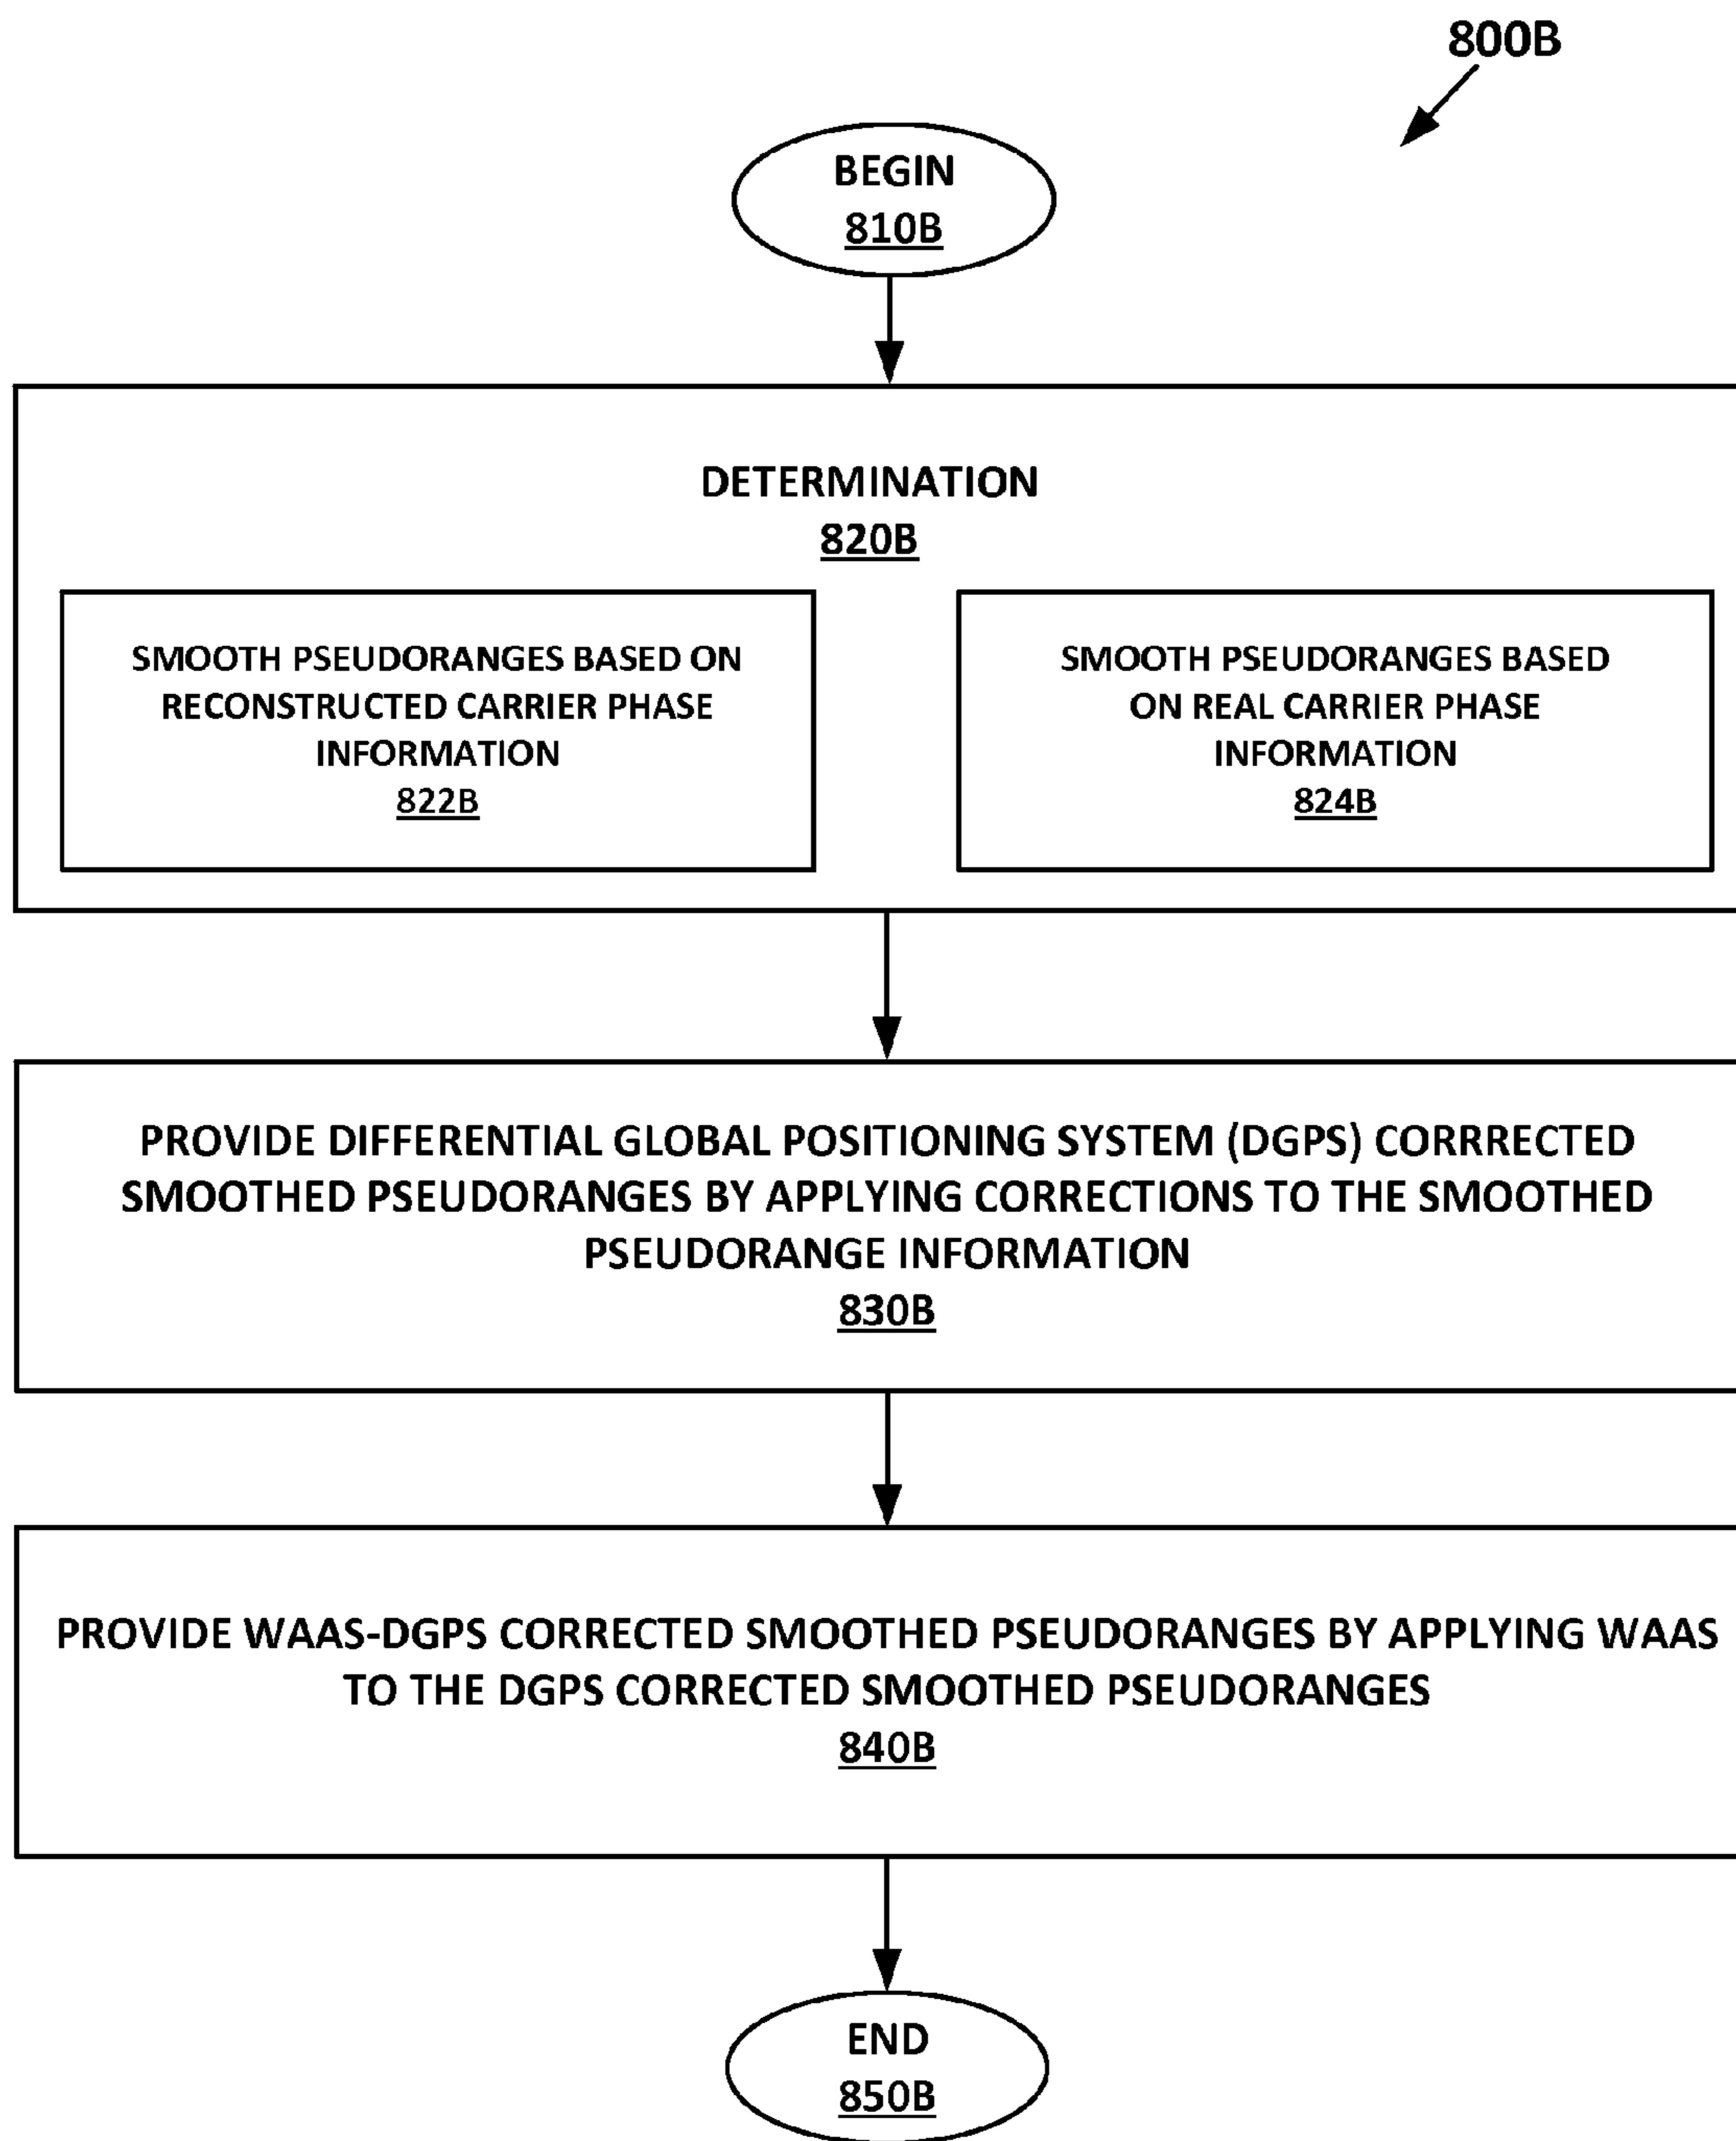 800B
BEGIN
810B
DETERMINATION
820B
SMOOTH PSEUDORANGES BASED ON
RECONSTRUCTED CARRIER PHASE
INFORMATION
822B
SMOOTH PSEUDORANGES BASED
ON REAL CARRIER PHASE
INFORMATION
824B
PROVIDE DIFFERENTIAL GLOBAL POSITIONING SYSTEM (DGPS) CORRRECTED
SMOOTHED PSEUDORANGES BY APPLYING CORRECTIONS TO THE SMOOTHED
PSEUDORANGE INFORMATION
830B
PROVIDE WAAS-DGPS CORRECTED SMOOTHED PSEUDORANGES BY APPLYING WAAS
TO THE DGPS CORRECTED SMOOTHED PSEUDORANGES
840B
END
850B